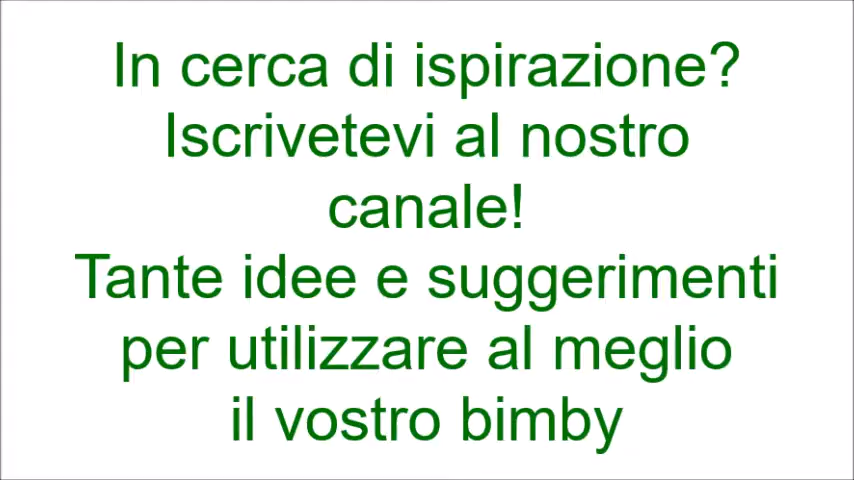 In cerca di ispirazione?
Iscrivetevi al nostro
canale!
Tante idee e suggerimenti
per utilizzare al meglio
il vostro bimby